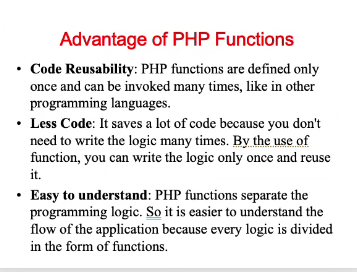 Advantage of PHP Functions
• Code Reusability: PHP functions are defined only
once and can be invoked many times, like in other
programming languages.
• Less Code: It saves a lot of code because you don't
need to write the logic many times. By the use of
function, you can write the logic only once and reuse
it.
• Easy to understand: PHP functions separate the
programming logic. So it is easier to understand the
flow of the application because every logic is divided
in the form of functions.